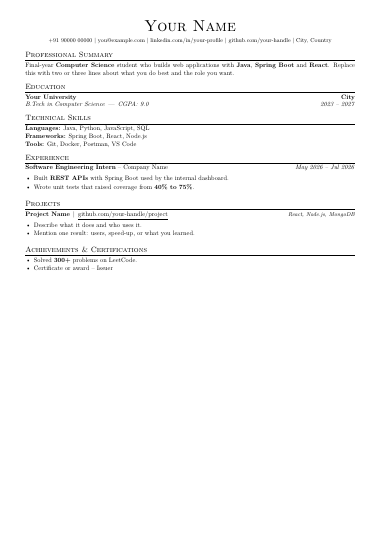 Your Name
+91 90000 00000 | you@example.com | linkedin.com/in/your-profile | github.com/your-handle | City, Country
Professional Summary
Final-year Computer Science student who builds web applications with Java, Spring Boot and React. Replace
this with two or three lines about what you do best and the role you want.
Education
Your University City
B.Tech in Computer Science — CGPA: 9.0 2023 – 2027
Technical Skills
Languages: Java, Python, JavaScript, SQL
Frameworks: Spring Boot, React, Node.js
Tools: Git, Docker, Postman, VS Code
Experience
Software Engineering Intern – Company Name May 2026 – Jul 2026
• Built REST APIs with Spring Boot used by the internal dashboard.
• Wrote unit tests that raised coverage from 40% to 75%.
Projects
Project Name | github.com/your-handle/project React, Node.js, MongoDB
• Describe what it does and who uses it.
• Mention one result: users, speed-up, or what you learned.
Achievements & Certifications
• Solved 300+ problems on LeetCode.
• Certificate or award – Issuer